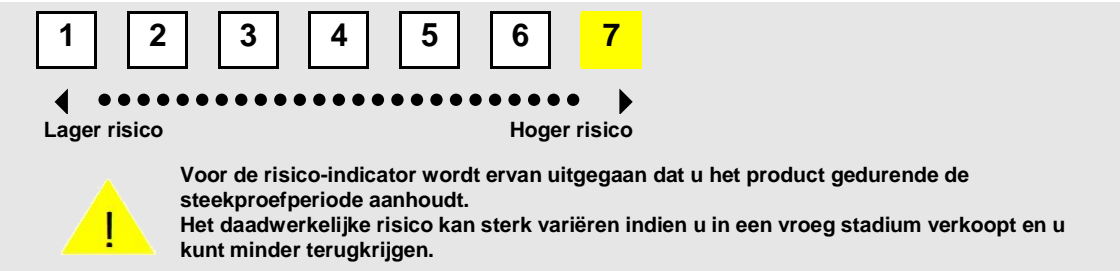 1 2 3 4 5 6 7
Lager risico Hoger risico
Voor de risico-indicator wordt ervan uitgegaan dat u het product gedurende de
steekproefperiode aanhoudt.
Het daadwerkelijke risico kan sterk variëren indien u in een vroeg stadium verkoopt en u
kunt minder terugkrijgen.
!